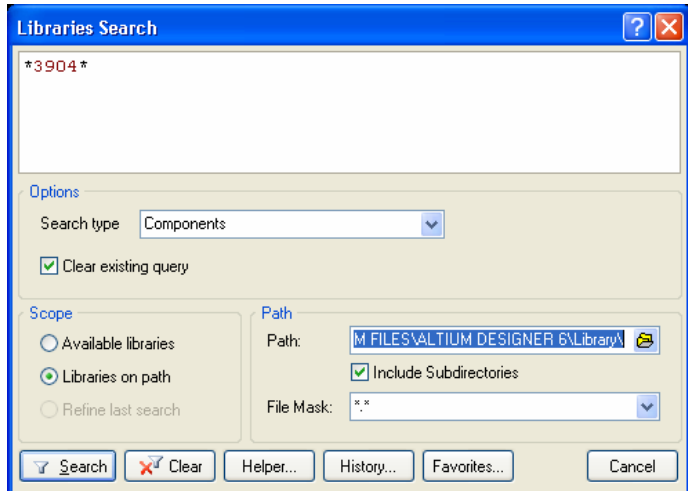 Libraries Search
*3904*
Options
Search type Components
Clear existing query
Scope
Available libraries
Libraries on path
Refine last search
Path
Path: M FILES\ALTIUM DESIGNER 6\Library\
Include Subdirectories
File Mask: *.*
Search Clear Helper... History... Favorites... Cancel